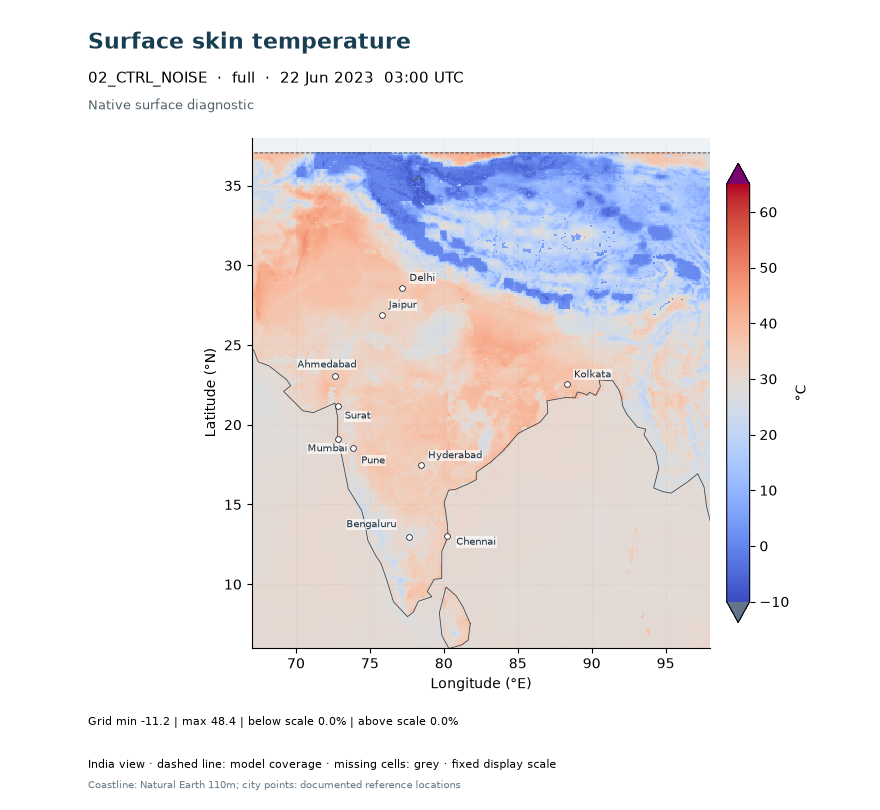 Surface skin temperature
02_CTRL_NOISE · full · 22 Jun 2023 03:00 UTC
Native surface diagnostic
35
30
25
20
15
10
Latitude (°N)
Delhi
Jaipur
Ahmedabad
Surat
Mumbai
Pune
Hyderabad
Kolkata
Bengaluru
Chennai
70 75 80 85 90 95
Longitude (°E)
60
50
40
30
20
10
0
−10
°C
Grid min -11.2 | max 48.4 | below scale 0.0% | above scale 0.0%
India view · dashed line: model coverage · missing cells: grey · fixed display scale
Coastline: Natural Earth 110m; city points: documented reference locations